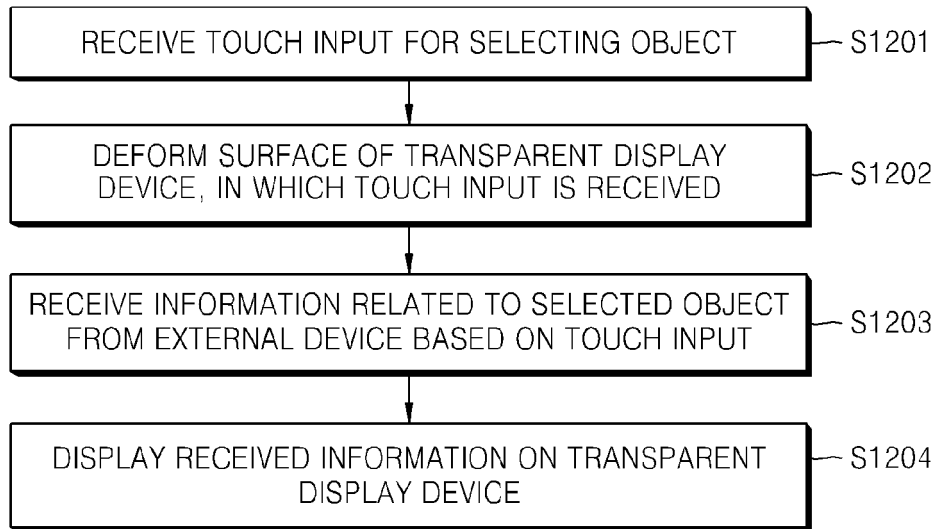 RECEIVE TOUCH INPUT FOR SELECTING OBJECT
S1201
DEFORM SURFACE OF TRANSPARENT DISPLAY
DEVICE, IN WHICH TOUCH INPUT IS RECEIVED
S1202
RECEIVE INFORMATION RELATED TO SELECTED OBJECT
FROM EXTERNAL DEVICE BASED ON TOUCH INPUT
S1203
DISPLAY RECEIVED INFORMATION ON TRANSPARENT
DISPLAY DEVICE
S1204